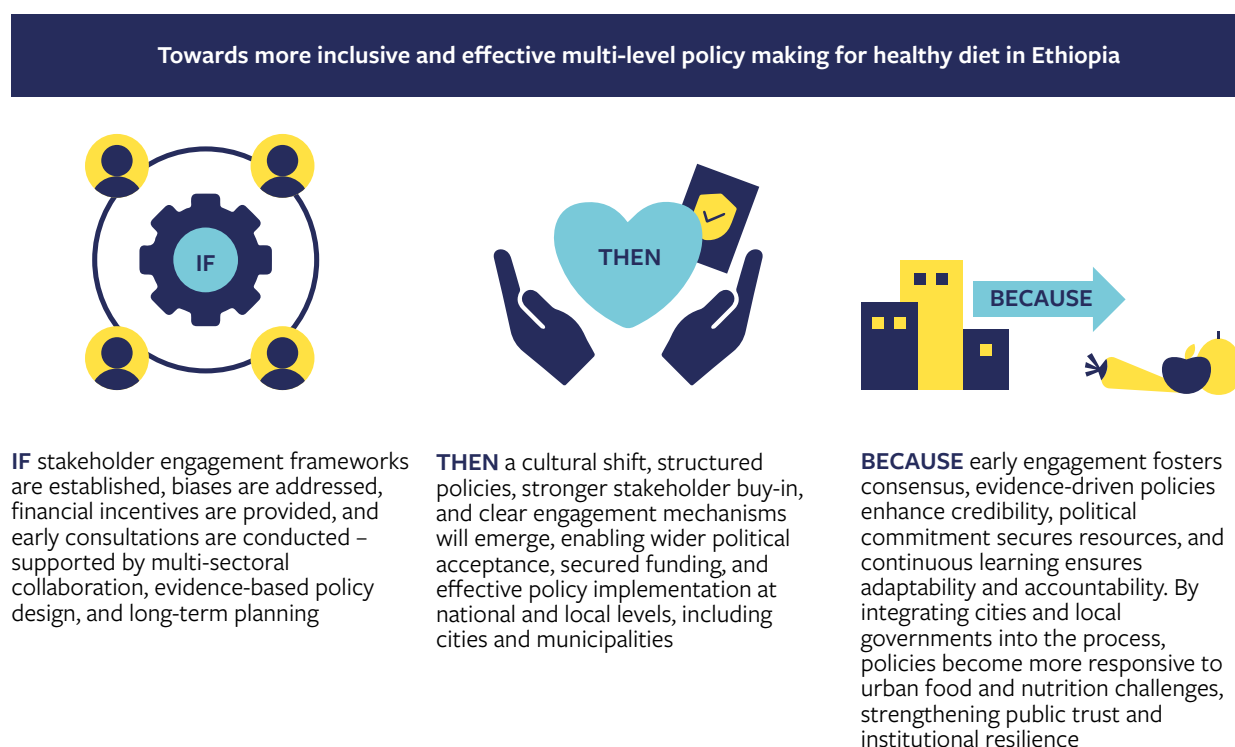 Towards more inclusive and effective multi-level policy making for healthy diet in Ethiopia
IF
THEN
BECAUSE
IF stakeholder engagement frameworks
are established, biases are addressed,
financial incentives are provided, and
early consultations are conducted –
supported by multi-sectoral
collaboration, evidence-based policy
design, and long-term planning
THEN a cultural shift, structured
policies, stronger stakeholder buy-in,
and clear engagement mechanisms
will emerge, enabling wider political
acceptance, secured funding, and
effective policy implementation at
national and local levels, including
cities and municipalities
BECAUSE early engagement fosters
consensus, evidence-driven policies
enhance credibility, political
commitment secures resources, and
continuous learning ensures
adaptability and accountability. By
integrating cities and local
governments into the process,
policies become more responsive to
urban food and nutrition challenges,
strengthening public trust and
institutional resilience